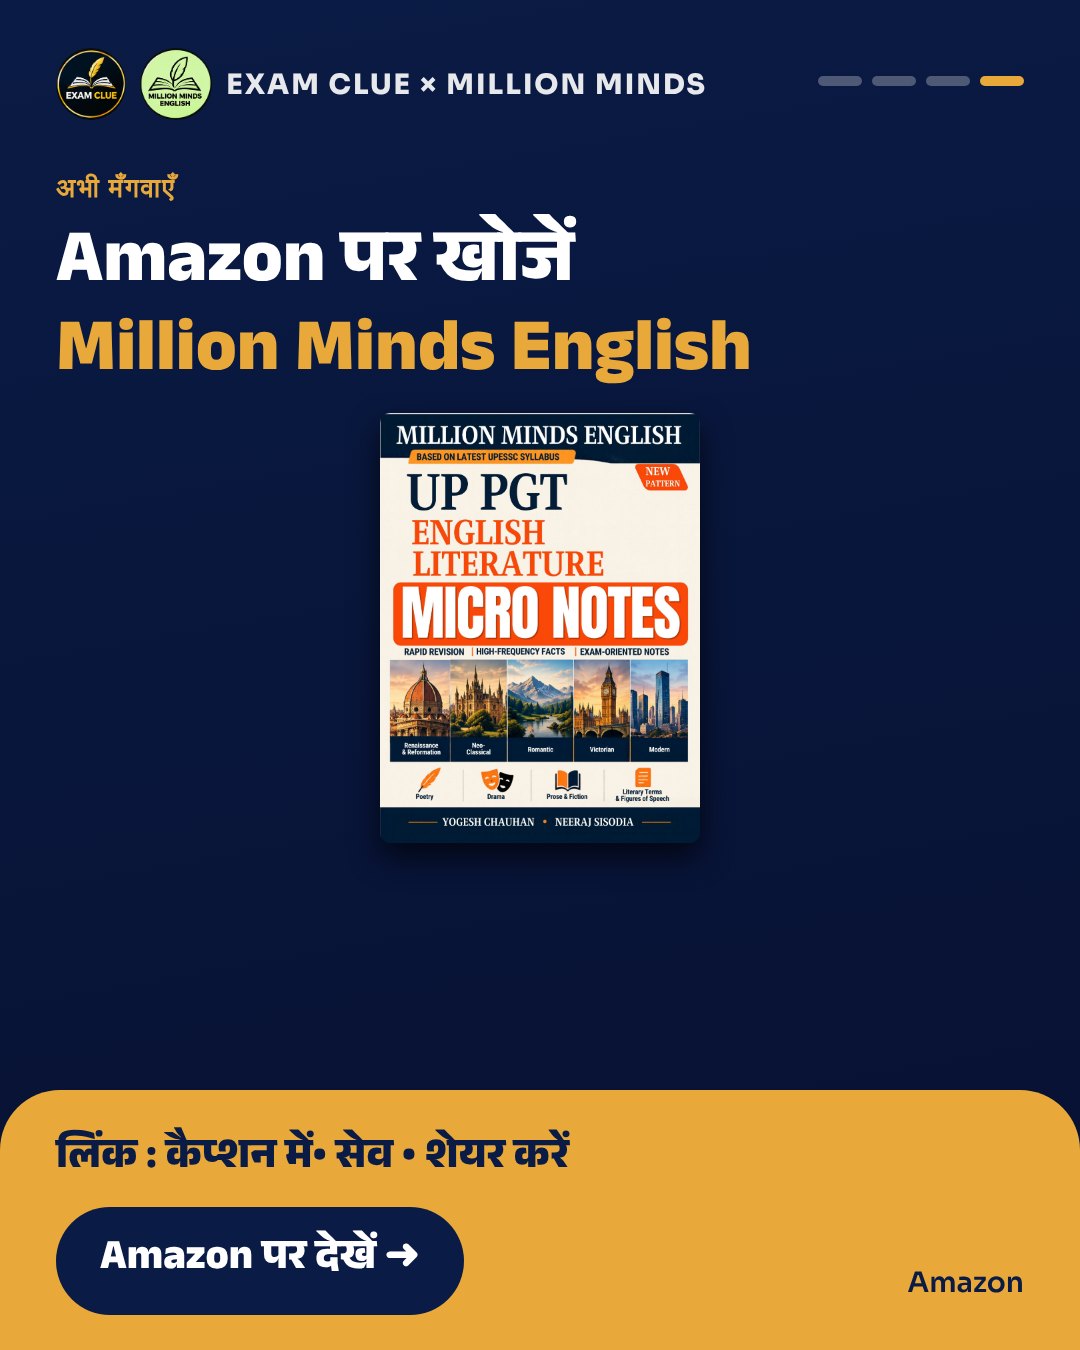 EXAM CLUE
MILLION MINDS
ENGLISH
EXAM CLUE × MILLION MINDS
अभी मँगवाएँ
Amazon पर खोजें
Million Minds English
MILLION MINDS ENGLISH
BASED ON LATEST UPESSC SYLLABUS
NEW
PATTERN
UP PGT
ENGLISH
LITERATURE
MICRO NOTES
RAPID REVISION | HIGH-FREQUENCY FACTS | EXAM-ORIENTED NOTES
Renaissance
& Reformation
Neo-
Classical
Romantic
Victorian
Modern
Poetry
Drama
Prose & Fiction
Literary Terms
& Figures of Speech
YOGESH CHAUHAN • NEERAJ SISODIA
लिंक : कैप्शन में• सेव • शेयर करें
Amazon पर देखें ➜
Amazon